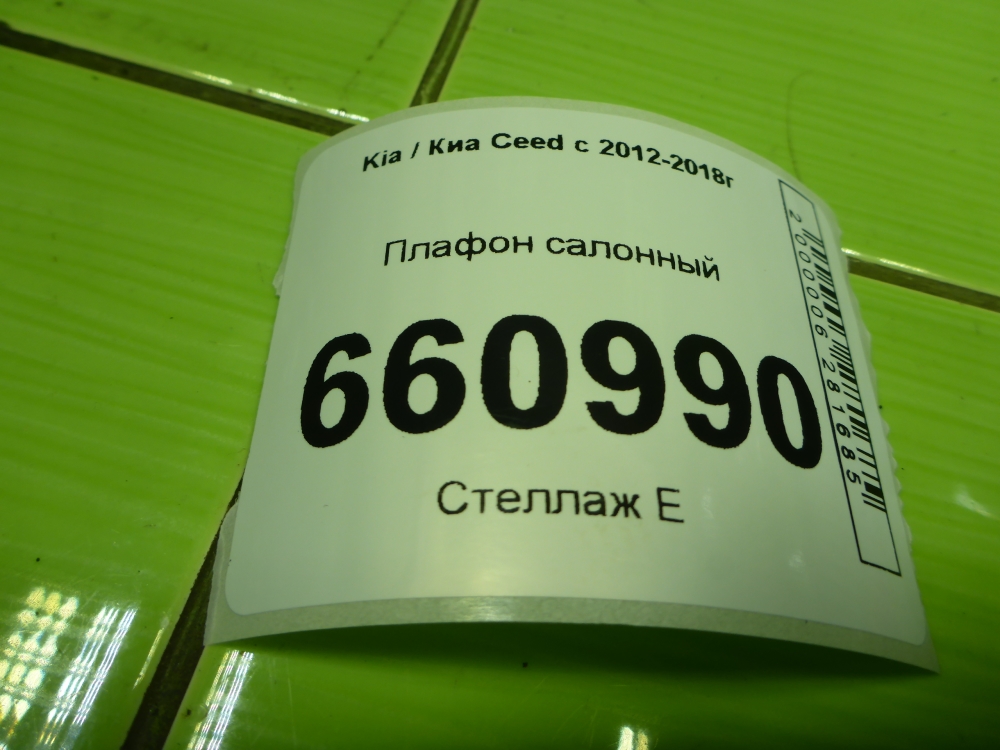 Kia / Киа Ceed с 2012-2018г
Плафон салонный
660990
Стеллаж Е
2000006281685